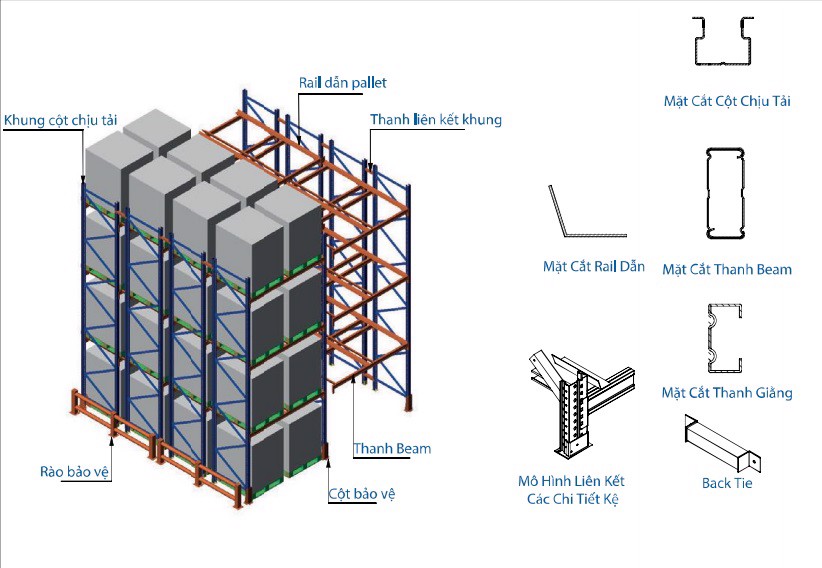 Rail dẫn pallet
Khung cột chịu tải
Thanh liên kết khung
Rào bảo vệ
Thanh Beam
Cột bảo vệ
Mặt Cắt Cột Chịu Tải
Mặt Cắt Rail Dẫn
Mặt Cắt Thanh Beam
Mặt Cắt Thanh Giằng
Mô Hình Liên Kết
Các Chi Tiết Kệ
Back Tie